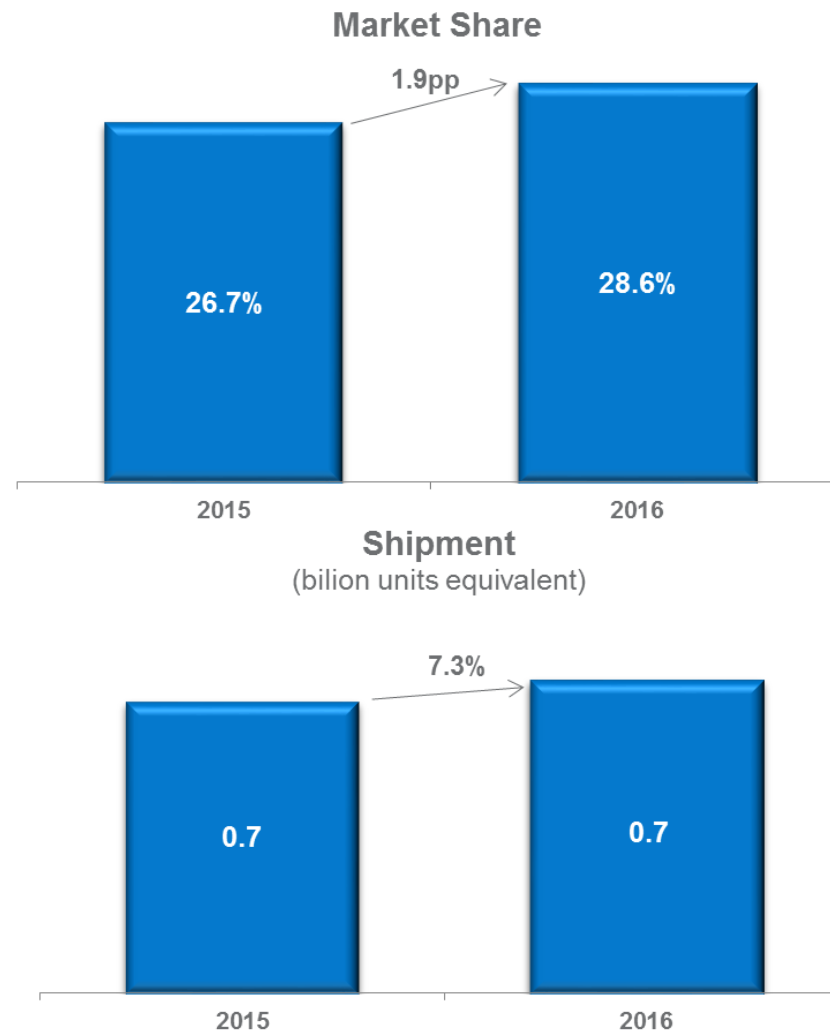 Market Share
1.9pp
26.7%
28.6%
2015
2016
Shipment
(bilion units equivalent)
7.3%
0.7
0.7
2015
2016